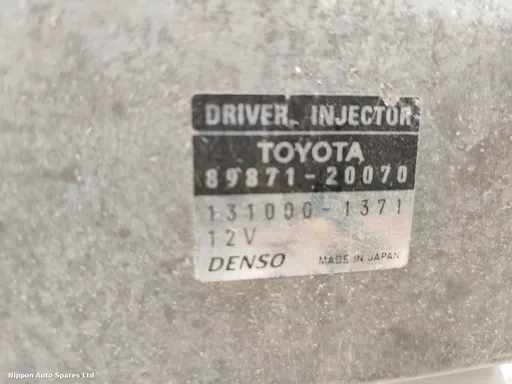 DRIVER, INJECTOR
TOYOTA
89871-20070
131000-1371
12V
DENSO MADE IN JAPAN
Nippon Auto Spares Ltd